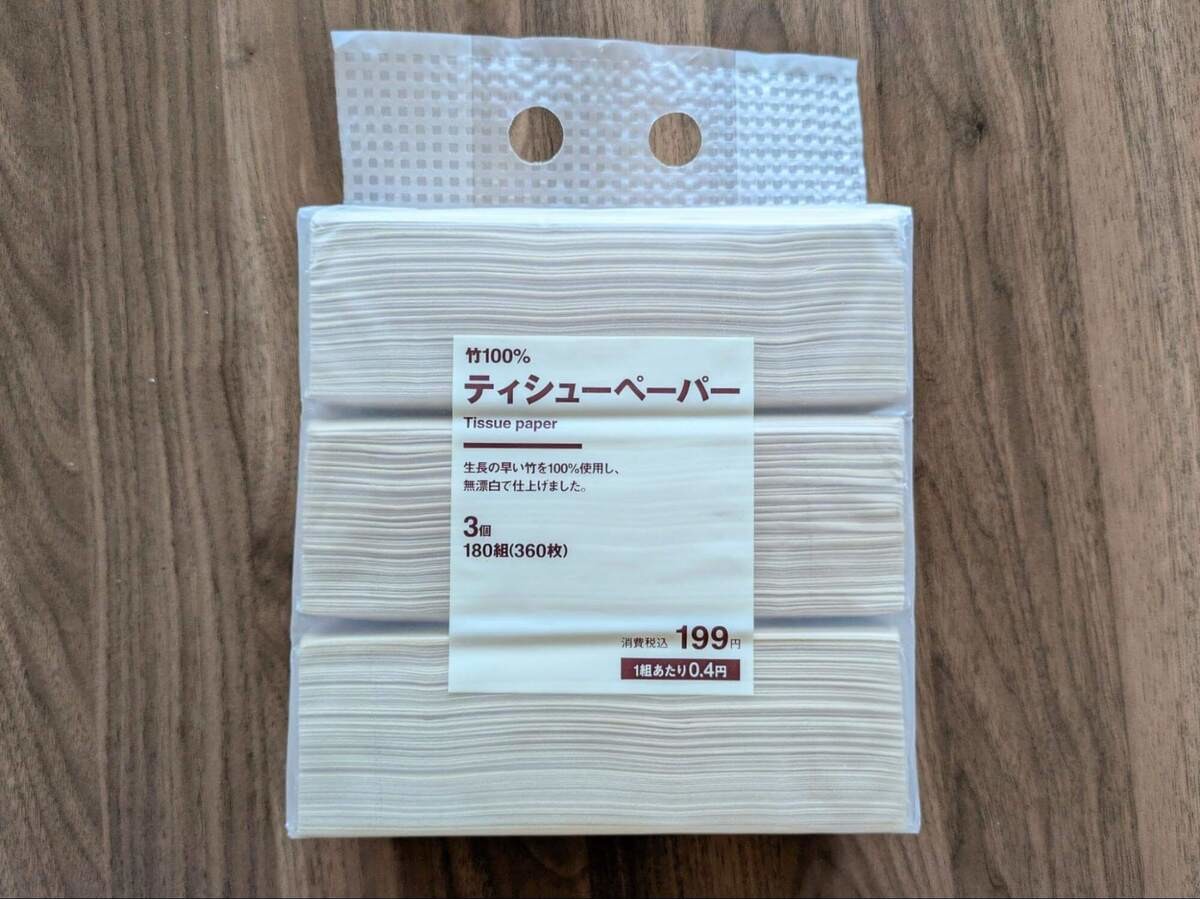 竹100%
ティシューペーパー
Tissue paper
生長の早い竹を100%使用し、
無漂白で仕上げました。
3個
180組(360枚)
消費税込 199円
1組あたり0.4円